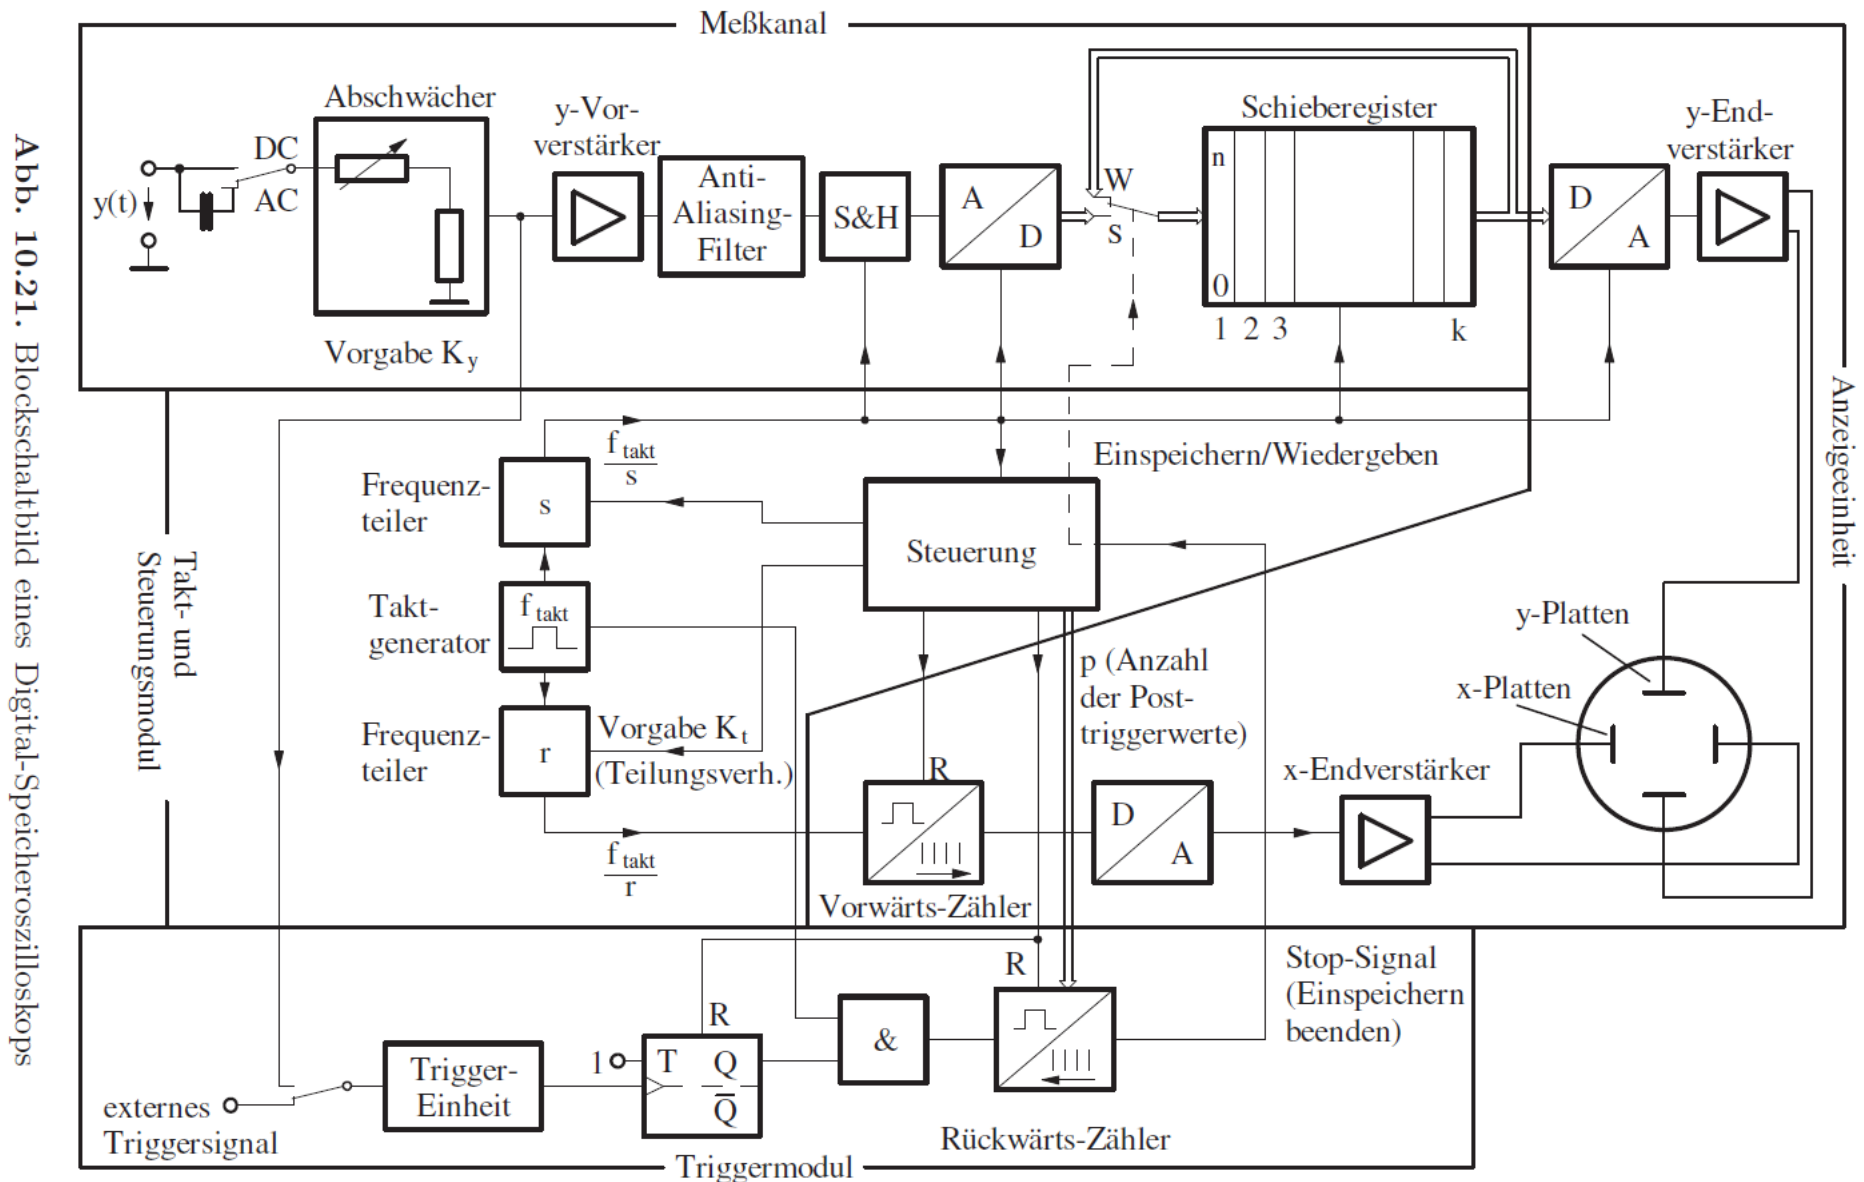 Abb. 10.21. Blockschaltbild eines Digital-Speicheroszilloskops
Meßkanal
Abschwächer
y-Vor-
verstärker
Schieberegister
y-End-
verstärker
DC
AC
y(t)
Anti-
Aliasing-
Filter
S&H
A
D
W
S
n
0
1 2 3 k
D
A
Vorgabe K_y
Anzeigeeinheit
f_takt
s
Einspeichern/Wiedergeben
Frequenz-
teiler
s
Steuerung
Takt- und
Steuerungsmodul
Takt-
generator
f_takt
y-Platten
x-Platten
p (Anzahl
der Post-
triggerwerte)
Frequenz-
teiler
r
Vorgabe K_t
(Teilungsverh.)
R
D
A
x-Endverstärker
f_takt
r
Vorwärts-Zähler
R
Stop-Signal
(Einspeichern
beenden)
R
&
1
T Q
Q̅
Trigger-
Einheit
externes
Triggersignal
Rückwärts-Zähler
Triggermodul